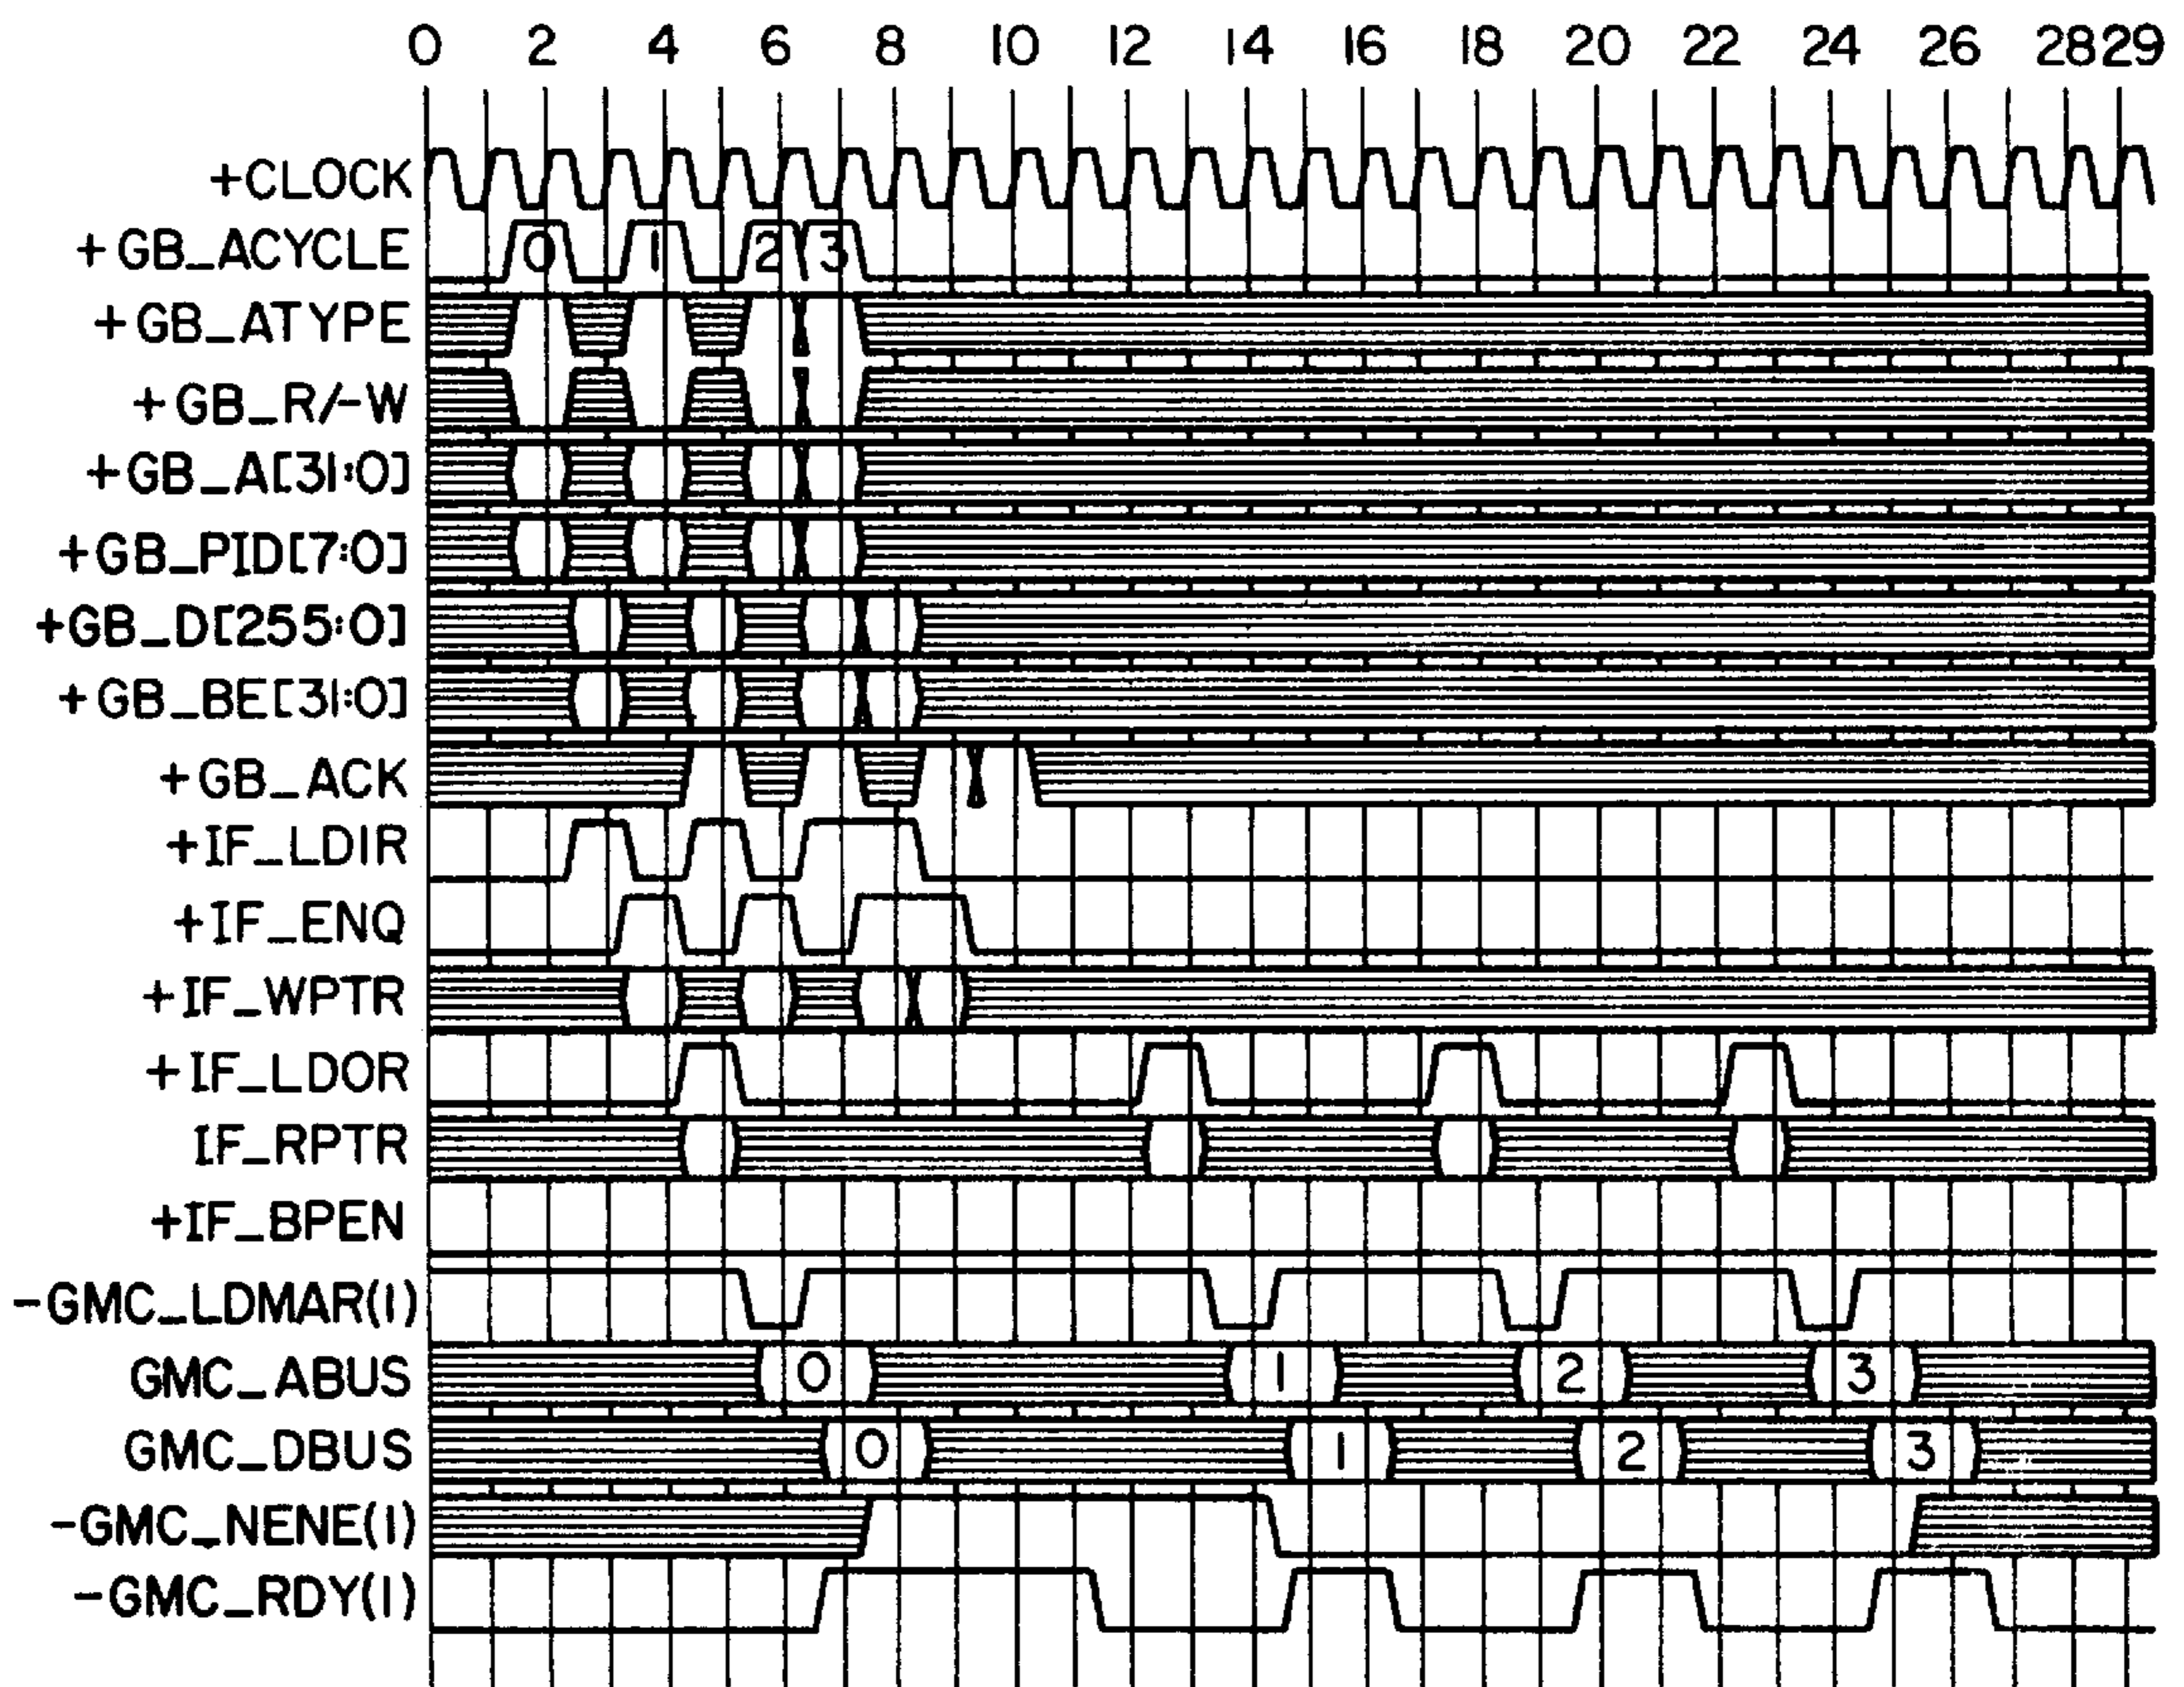 0 2 4 6 8 10 12 14 16 18 20 22 24 26 28 29
+CLOCK
+GB_ACYCLE 0 1 2 3
+GB_ATYPE
+GB_R/-W
+GB_A[31:0]
+GB_PID[7:0]
+GB_D[255:0]
+GB_BE[31:0]
+GB_ACK
+IF_LDIR
+IF_ENQ
+IF_WPTR
+IF_LDOR
IF_RPTR
+IF_BPEN
-GMC_LDMAR(1)
GMC_ABUS 0 1 2 3
GMC_DBUS 0 1 2 3
-GMC_NENE(1)
-GMC_RDY(1)